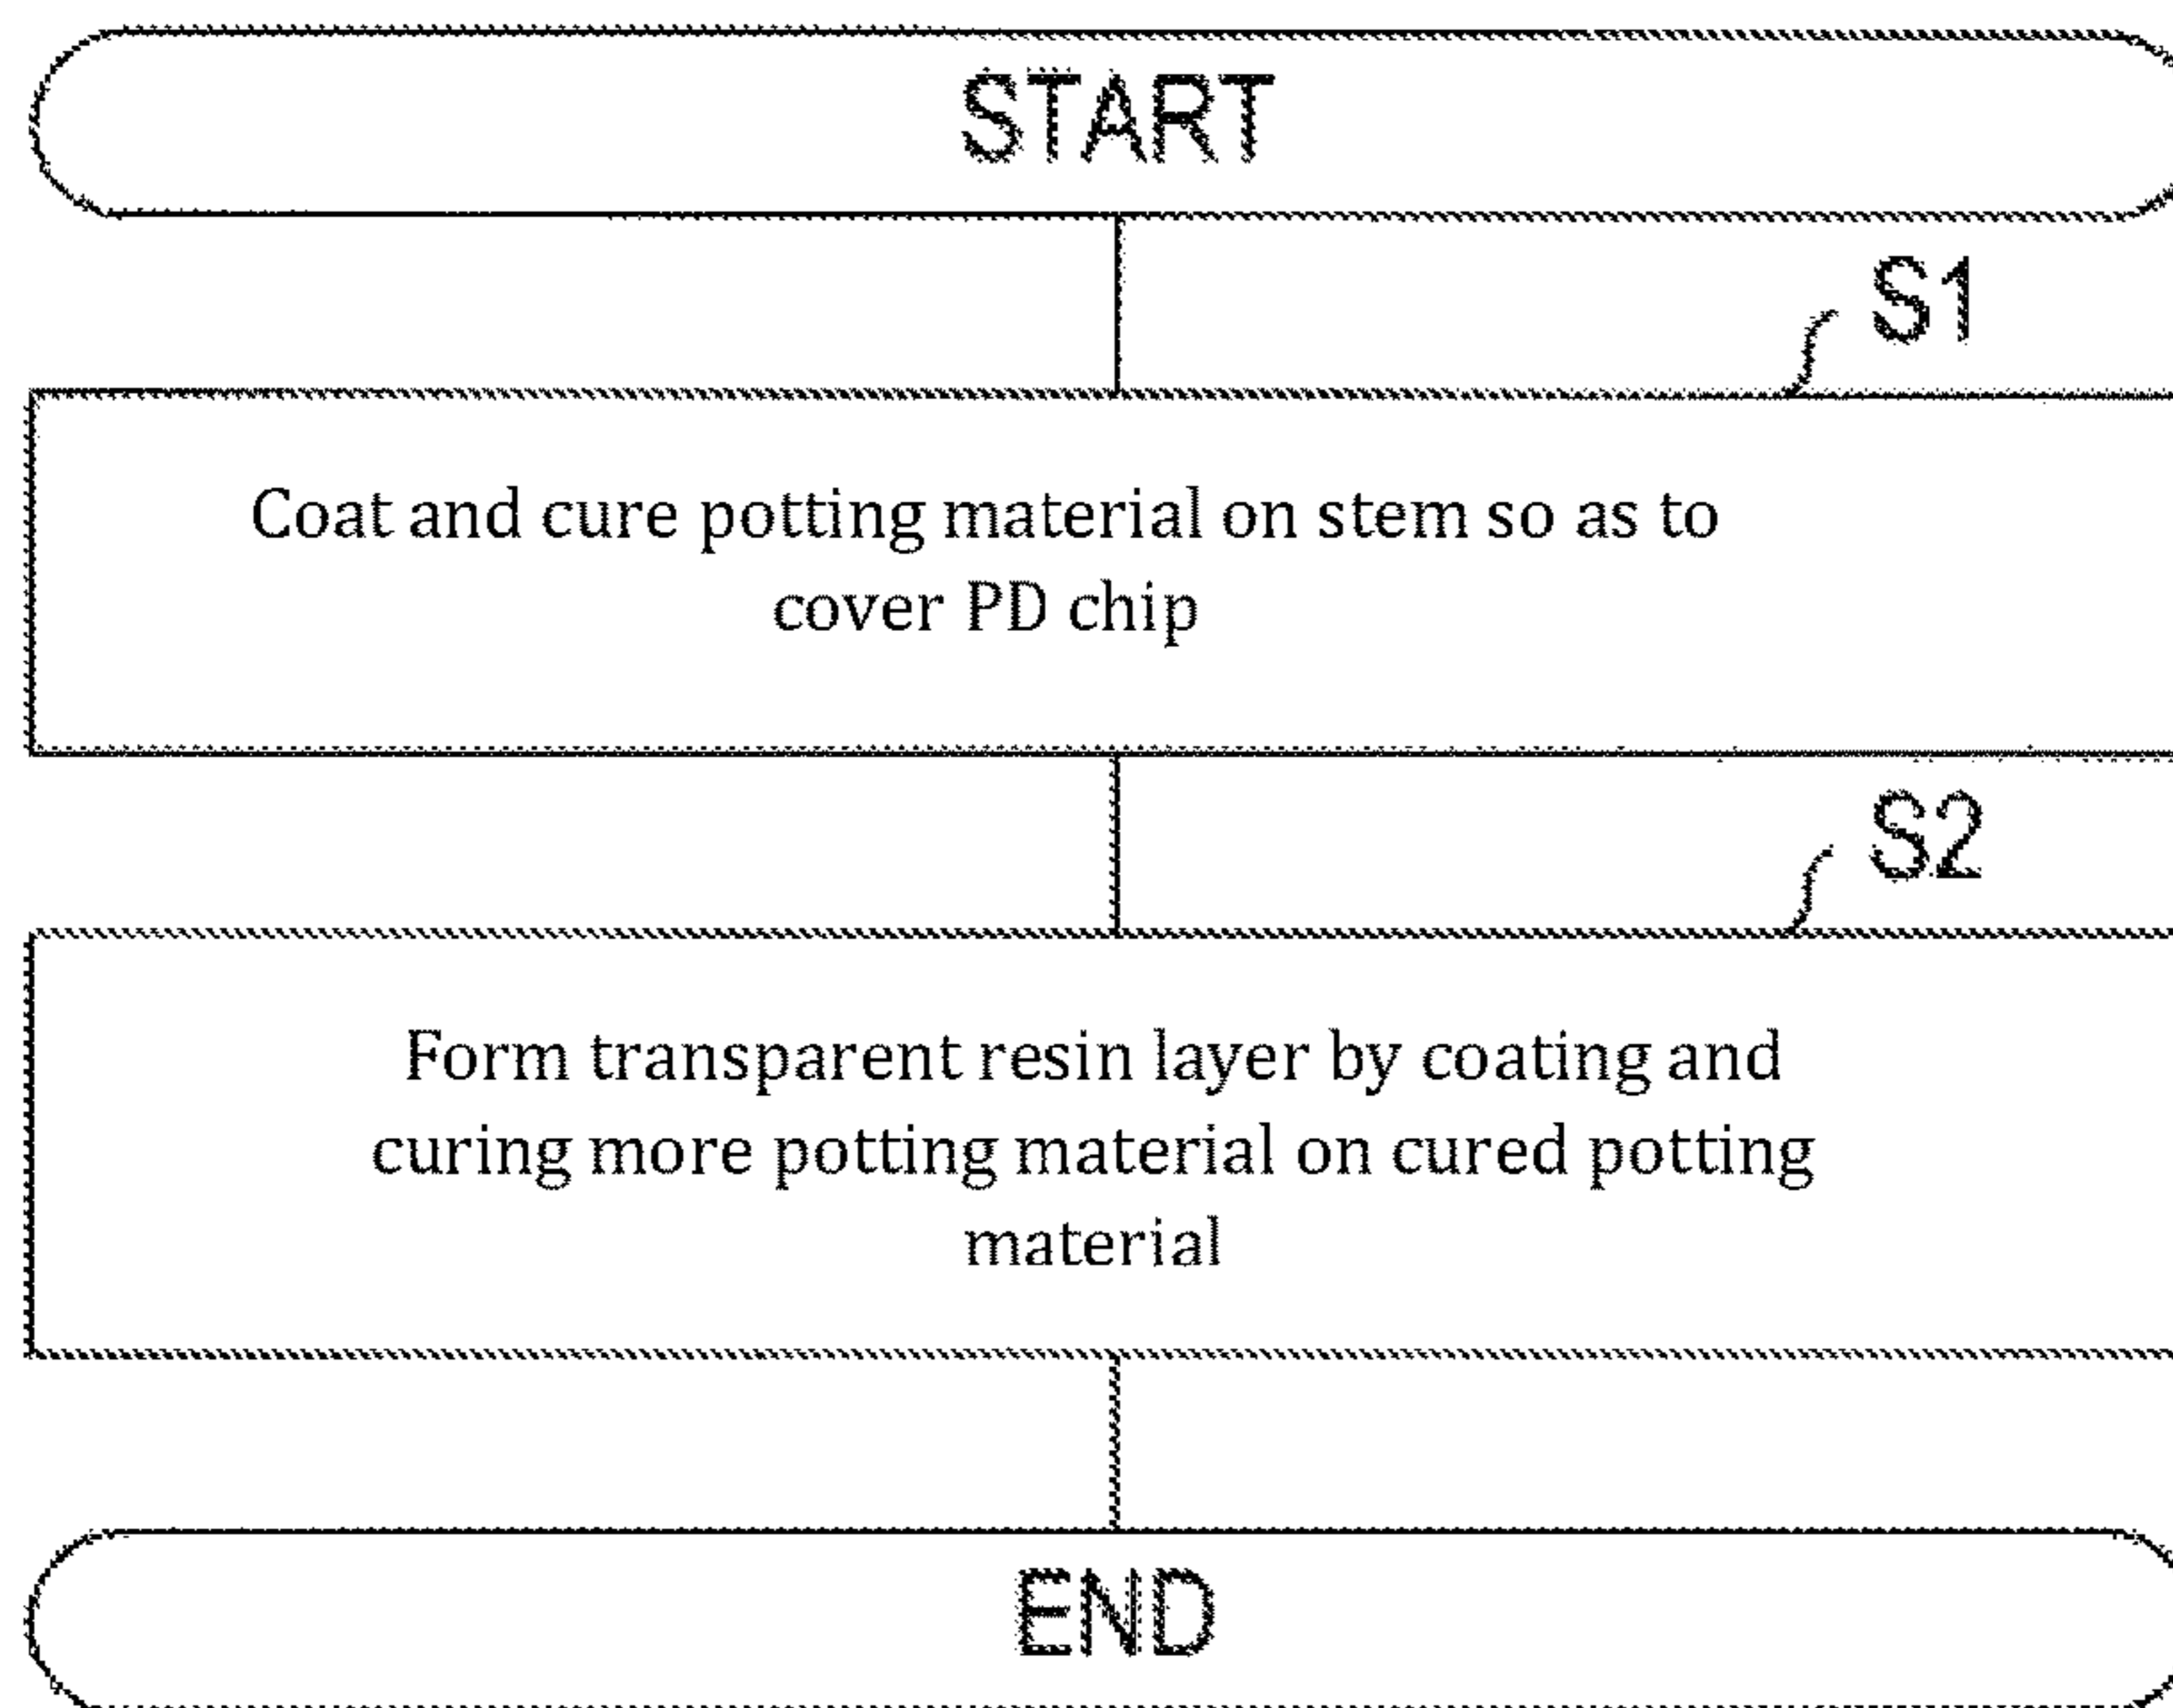 START
S1
Coat and cure potting material on stem so as to
cover PD chip
S2
Form transparent resin layer by coating and
curing more potting material on cured potting
material
END